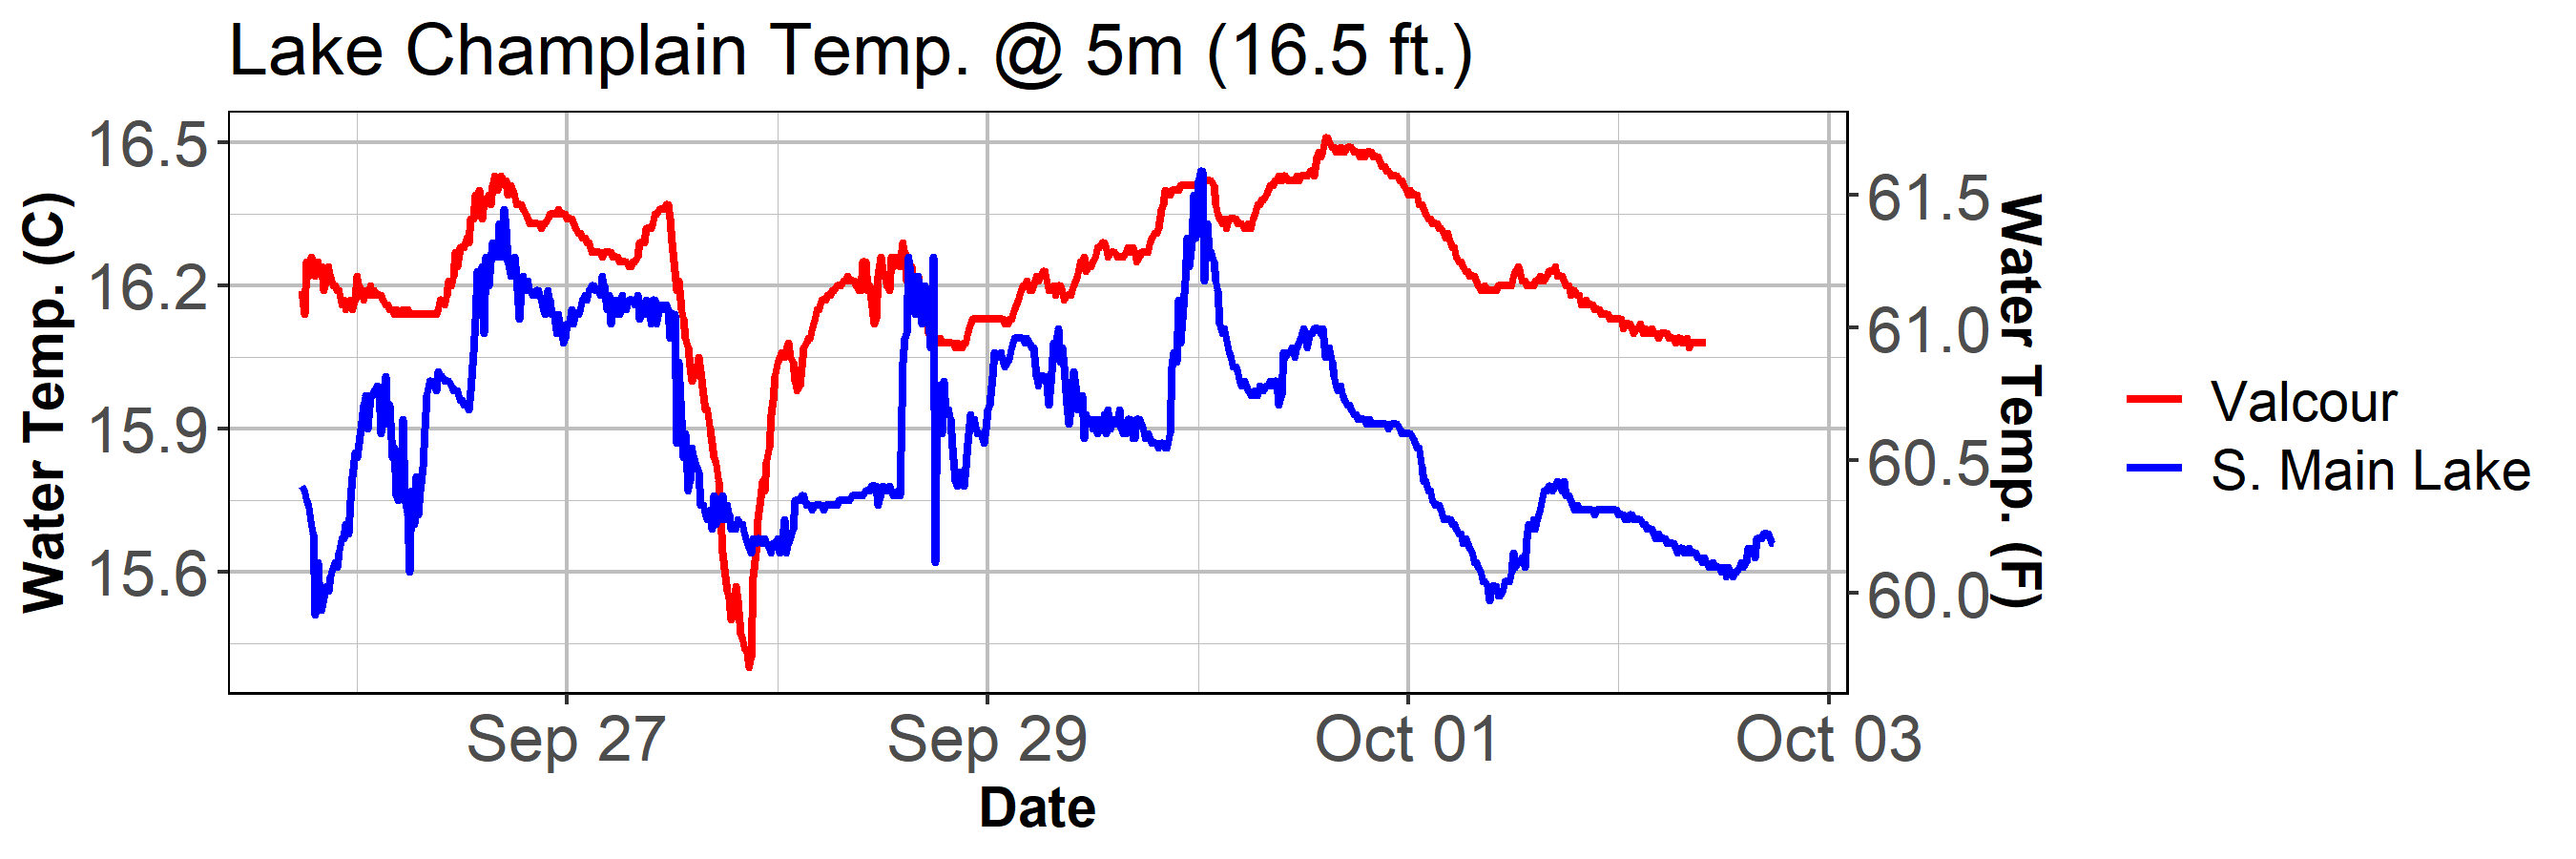 Lake Champlain Temp. @ 5m (16.5 ft.)
Water Temp. (C)
16.5
16.2
15.9
15.6
61.5
61.0
60.5
60.0
Water Temp. (F)
Sep 27
Sep 29
Oct 01
Oct 03
Date
Valcour
S. Main Lake